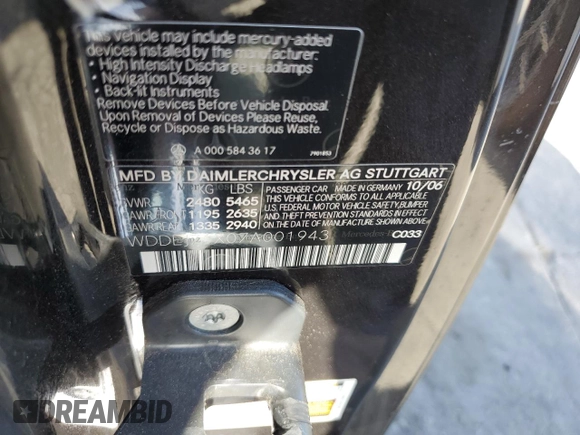 This vehicle may include mercury-added
devices installed by the manufacturer:
• High Intensity Discharge Headlamps
• Navigation Display
• Back-lit Instruments
Remove Devices Before Vehicle Disposal.
Upon Removal of Devices Please Reuse,
Recycle or Dispose as Hazardous Waste.
A 000 584 36 17
7901853
MFD BY DAIMLERCHRYSLER AG STUTTGART
KG LBS PASSENGER CAR MADE IN GERMANY 10/06
GVWR 2480 5465 THIS VEHICLE CONFORMS TO ALL APPLICABLE
GAWR FRONT 1195 2635 U.S. FEDERAL MOTOR VEHICLE SAFETY, BUMPER
GAWR REAR 1335 2940 AND THEFT PREVENTION STANDARDS IN EFFECT
ON THE DATE OF MANUFACTURE SHOWN ABOVE.
A001943 C033
DREAMBID